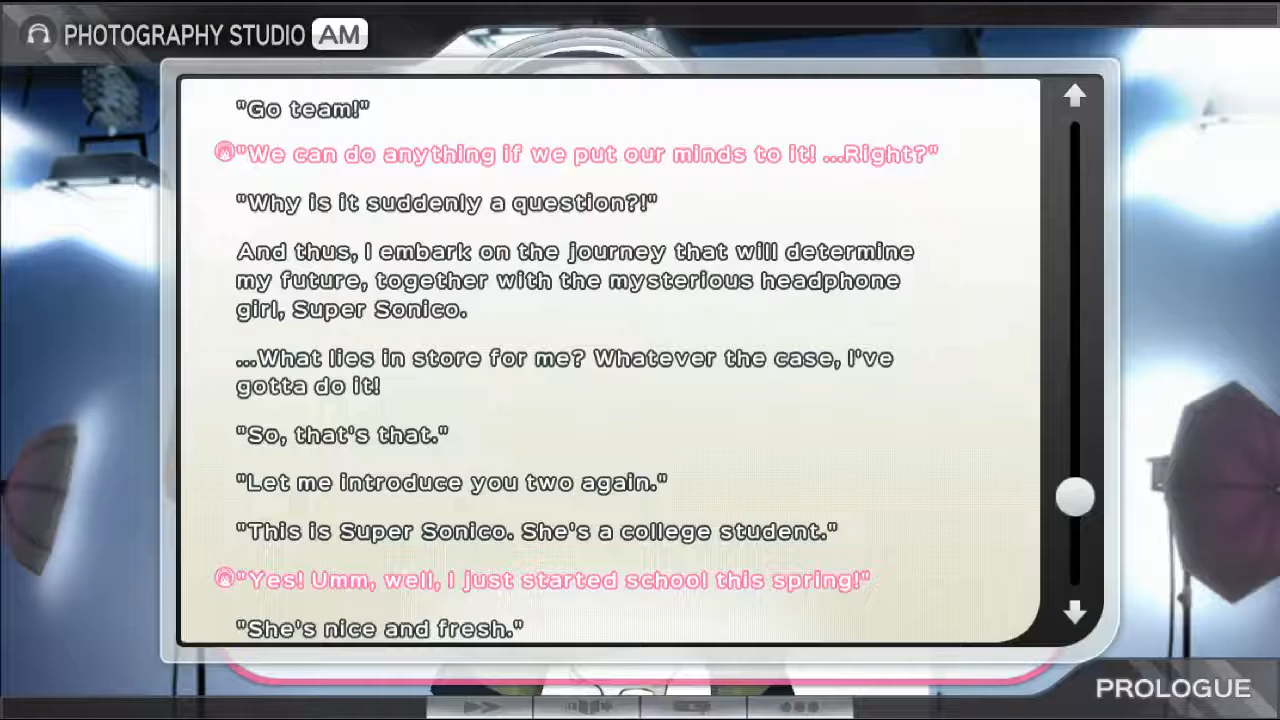 PHOTOGRAPHY STUDIO AM
"Go team!"
"We can do anything if we put our minds to it! ...Right?"
"Why is it suddenly a question?!"
And thus, I embark on the journey that will determine
my future, together with the mysterious headphone
girl, Super Sonico.
...What lies in store for me? Whatever the case, I've
gotta do it!
"So, that's that."
"Let me introduce you two again."
"This is Super Sonico. She's a college student."
"Yes! Umm, well, I just started school this spring!"
"She's nice and fresh."
PROLOGUE